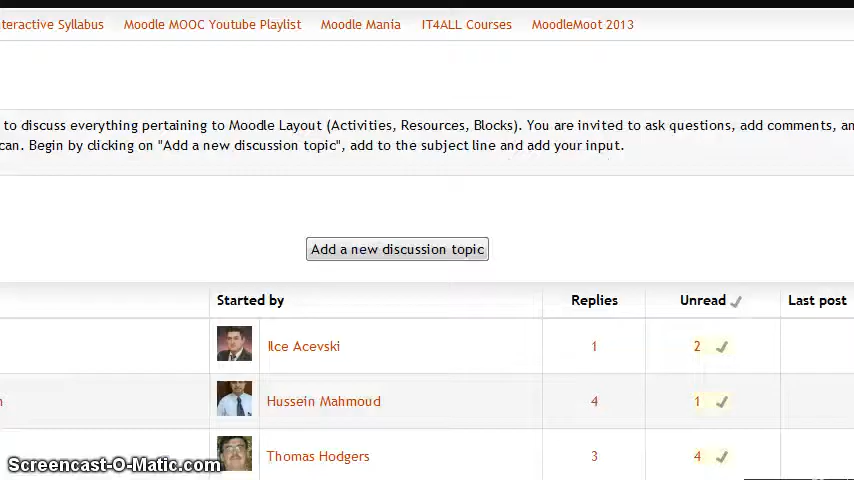 nteractive Syllabus Moodle MOOC Youtube Playlist Moodle Mania IT4ALL Courses MoodleMoot 2013
to discuss everything pertaining to Moodle Layout (Activities, Resources, Blocks). You are invited to ask questions, add comments, an
can. Begin by clicking on "Add a new discussion topic", add to the subject line and add your input.
Add a new discussion topic
Started by Replies Unread Last post
Ilce Acevski 1 2
n Hussein Mahmoud 4 1
Thomas Hodgers 3 4
Screencast-O-Matic.com